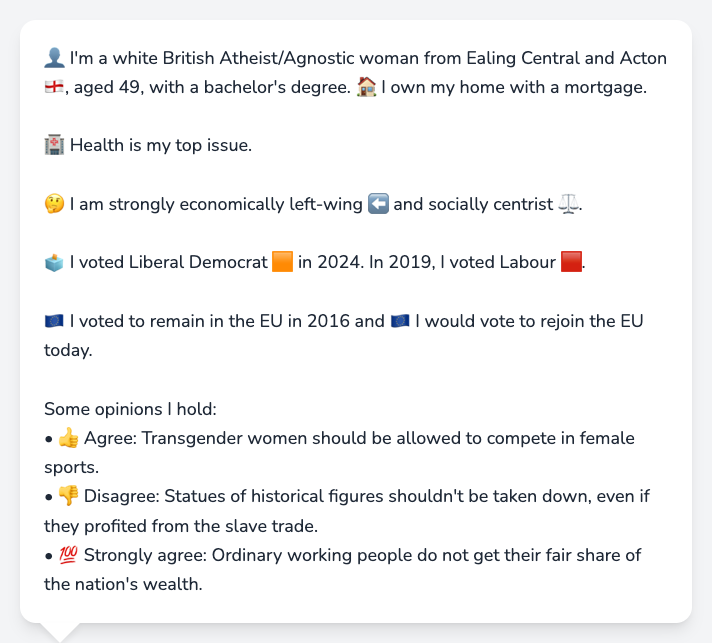 👤 I'm a white British Atheist/Agnostic woman from Ealing Central and Acton
🏴󠁧󠁢󠁥󠁮󠁧󠁿, aged 49, with a bachelor's degree. 🏠 I own my home with a mortgage.
🏥 Health is my top issue.
🤔 I am strongly economically left-wing ⬅️ and socially centrist ⚖️.
🗳️ I voted Liberal Democrat 🟧 in 2024. In 2019, I voted Labour 🟥.
🇪🇺 I voted to remain in the EU in 2016 and 🇪🇺 I would vote to rejoin the EU
today.
Some opinions I hold:
• 👍 Agree: Transgender women should be allowed to compete in female
sports.
• 👎 Disagree: Statues of historical figures shouldn't be taken down, even if
they profited from the slave trade.
• 💯 Strongly agree: Ordinary working people do not get their fair share of
the nation's wealth.